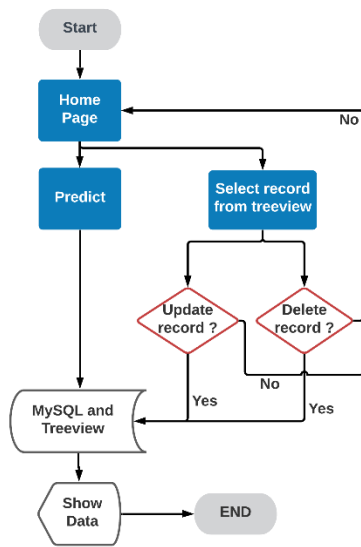 Start
Home
Page
No
Predict
Select record
from treeview
Update
record ?
Delete
record ?
No
Yes
Yes
MySQL and
Treeview
Show
Data
END